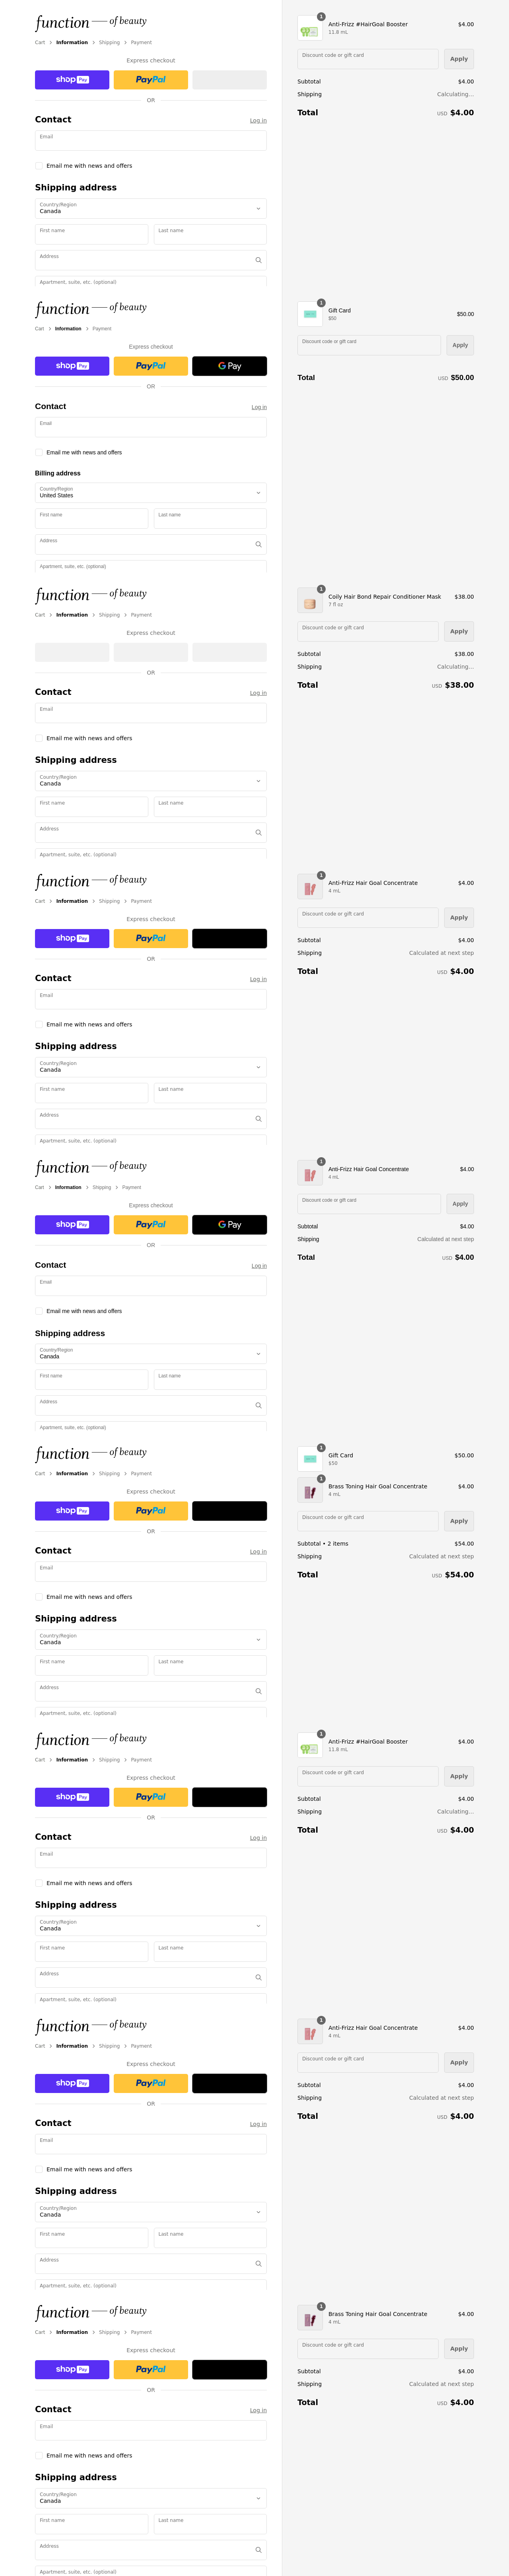 function — of beauty
Cart > Information > Shipping > Payment
Express checkout
shop Pay PayPal
OR
Contact Log in
Email
Email me with news and offers
Shipping address
Country/Region
Canada
First name Last name
Address
Apartment, suite, etc. (optional)
1
Anti-Frizz #HairGoal Booster $4.00
11.8 mL
Discount code or gift card Apply
Subtotal $4.00
Shipping Calculating...
Total USD $4.00
function — of beauty
Cart > Information > Payment
Express checkout
shop Pay PayPal G Pay
OR
Contact Log in
Email
Email me with news and offers
Billing address
Country/Region
United States
First name Last name
Address
Apartment, suite, etc. (optional)
1
Gift Card $50.00
$50
Discount code or gift card Apply
Total USD $50.00
function — of beauty
Cart > Information > Shipping > Payment
Express checkout
OR
Contact Log in
Email
Email me with news and offers
Shipping address
Country/Region
Canada
First name Last name
Address
Apartment, suite, etc. (optional)
1
Coily Hair Bond Repair Conditioner Mask $38.00
7 fl oz
Discount code or gift card Apply
Subtotal $38.00
Shipping Calculating...
Total USD $38.00
function — of beauty
Cart > Information > Shipping > Payment
Express checkout
shop Pay PayPal
OR
Contact Log in
Email
Email me with news and offers
Shipping address
Country/Region
Canada
First name Last name
Address
Apartment, suite, etc. (optional)
1
Anti-Frizz Hair Goal Concentrate $4.00
4 mL
Discount code or gift card Apply
Subtotal $4.00
Shipping Calculated at next step
Total USD $4.00
function — of beauty
Cart > Information > Shipping > Payment
Express checkout
shop Pay PayPal G Pay
OR
Contact Log in
Email
Email me with news and offers
Shipping address
Country/Region
Canada
First name Last name
Address
Apartment, suite, etc. (optional)
1
Anti-Frizz Hair Goal Concentrate $4.00
4 mL
Discount code or gift card Apply
Subtotal $4.00
Shipping Calculated at next step
Total USD $4.00
function — of beauty
Cart > Information > Shipping > Payment
Express checkout
shop Pay PayPal
OR
Contact Log in
Email
Email me with news and offers
Shipping address
Country/Region
Canada
First name Last name
Address
Apartment, suite, etc. (optional)
1
Gift Card $50.00
$50
1
Brass Toning Hair Goal Concentrate $4.00
4 mL
Discount code or gift card Apply
Subtotal • 2 items $54.00
Shipping Calculated at next step
Total USD $54.00
function — of beauty
Cart > Information > Shipping > Payment
Express checkout
shop Pay PayPal
OR
Contact Log in
Email
Email me with news and offers
Shipping address
Country/Region
Canada
First name Last name
Address
Apartment, suite, etc. (optional)
1
Anti-Frizz #HairGoal Booster $4.00
11.8 mL
Discount code or gift card Apply
Subtotal $4.00
Shipping Calculating...
Total USD $4.00
function — of beauty
Cart > Information > Shipping > Payment
Express checkout
shop Pay PayPal
OR
Contact Log in
Email
Email me with news and offers
Shipping address
Country/Region
Canada
First name Last name
Address
Apartment, suite, etc. (optional)
1
Anti-Frizz Hair Goal Concentrate $4.00
4 mL
Discount code or gift card Apply
Subtotal $4.00
Shipping Calculated at next step
Total USD $4.00
function — of beauty
Cart > Information > Shipping > Payment
Express checkout
shop Pay PayPal
OR
Contact Log in
Email
Email me with news and offers
Shipping address
Country/Region
Canada
First name Last name
Address
Apartment, suite, etc. (optional)
1
Brass Toning Hair Goal Concentrate $4.00
4 mL
Discount code or gift card Apply
Subtotal $4.00
Shipping Calculated at next step
Total USD $4.00